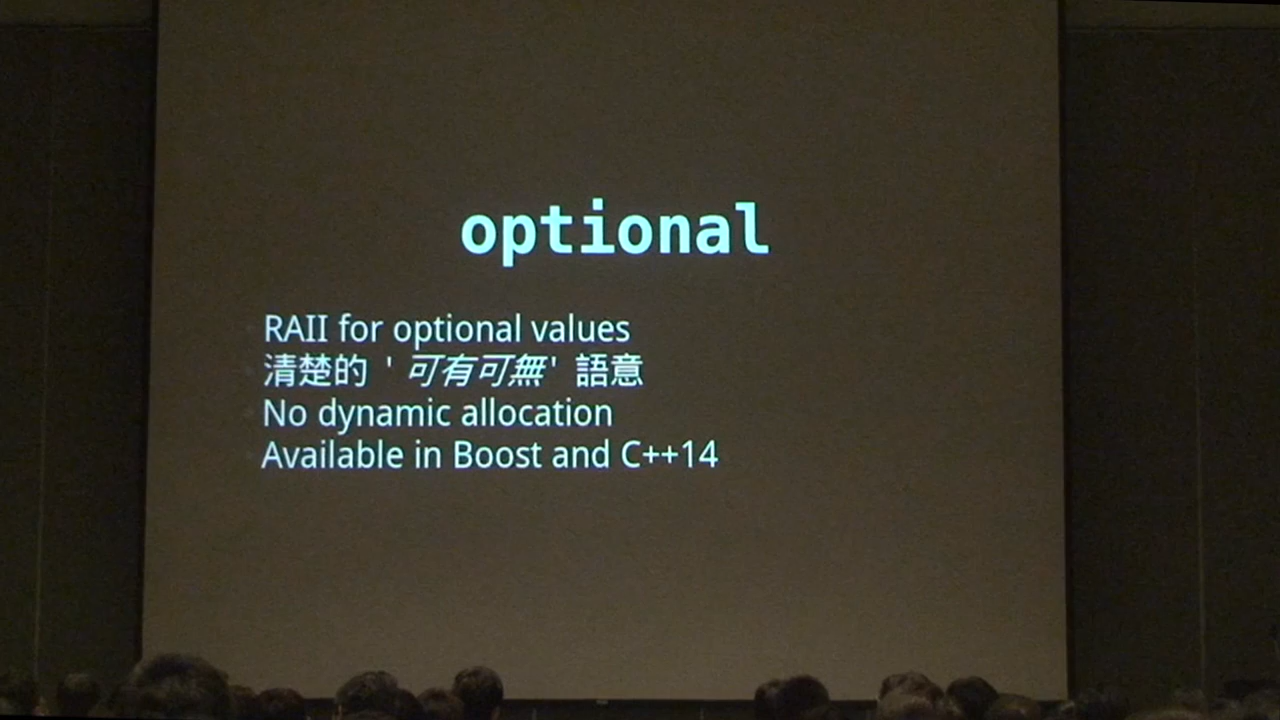 optional
RAII for optional values
清楚的 '可有可無' 語意
No dynamic allocation
Available in Boost and C++14